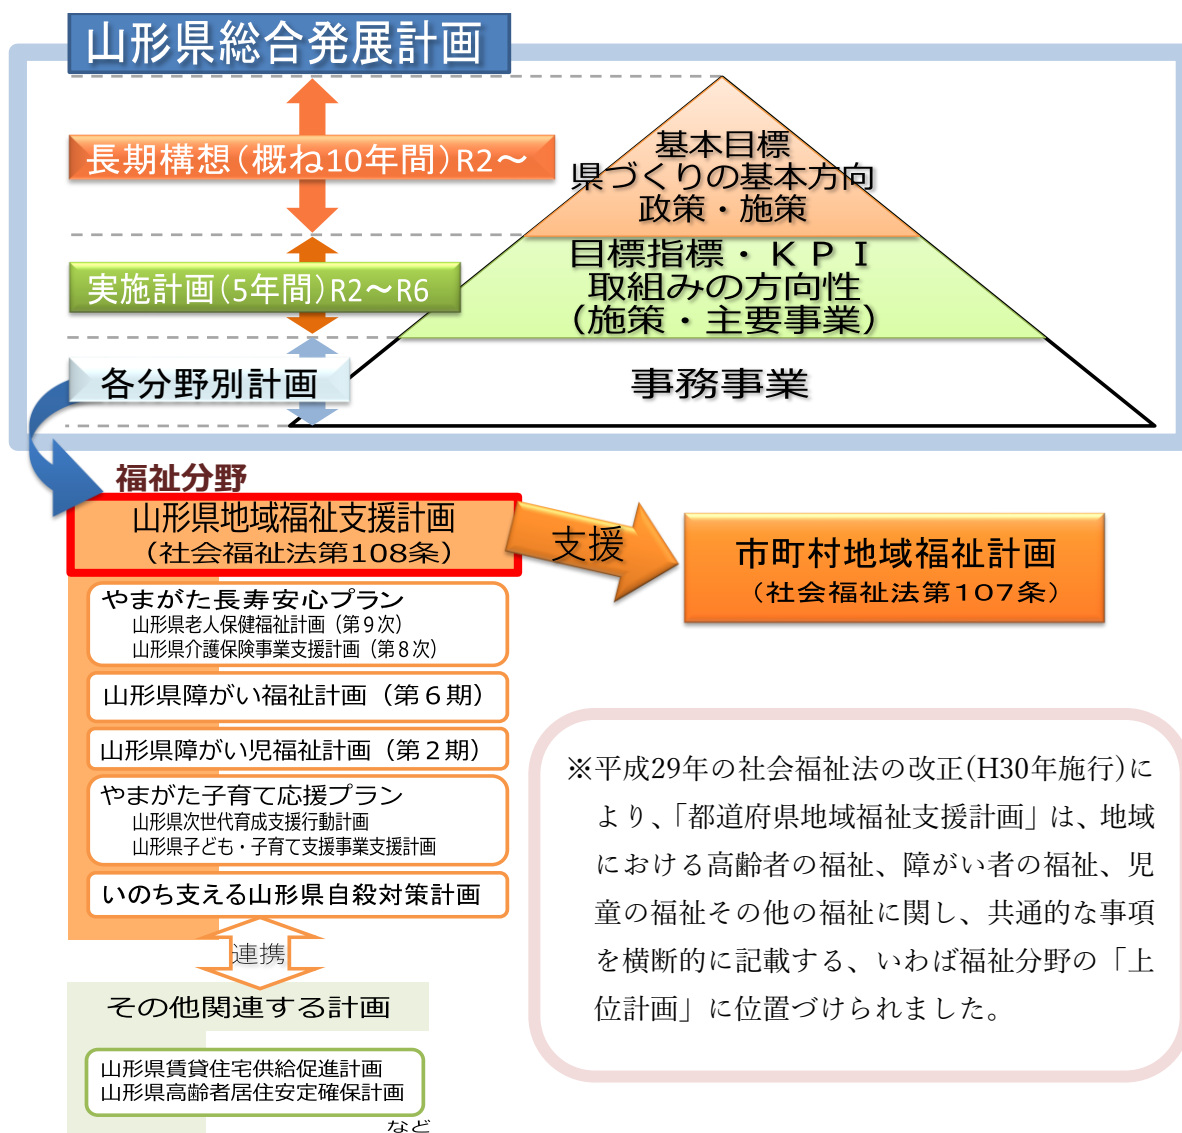 山形県総合発展計画
長期構想（概ね10年間）R2～
基本目標
県づくりの基本方向
政策・施策
実施計画（5年間）R2～R6
目標指標・ＫＰＩ
取組みの方向性
（施策・主要事業）
各分野別計画
事務事業
福祉分野
山形県地域福祉支援計画
（社会福祉法第108条）
支援
市町村地域福祉計画
（社会福祉法第107条）
やまがた長寿安心プラン
山形県老人保健福祉計画（第９次）
山形県介護保険事業支援計画（第８次）
山形県障がい福祉計画（第６期）
山形県障がい児福祉計画（第２期）
やまがた子育て応援プラン
山形県次世代育成支援行動計画
山形県子ども・子育て支援事業支援計画
いのち支える山形県自殺対策計画
連携
その他関連する計画
山形県賃貸住宅供給促進計画
山形県高齢者居住安定確保計画
など
※平成29年の社会福祉法の改正(H30年施行)に
より、「都道府県地域福祉支援計画」は、地域
における高齢者の福祉、障がい者の福祉、児
童の福祉その他の福祉に関し、共通的な事項
を横断的に記載する、いわば福祉分野の「上
位計画」に位置づけられました。